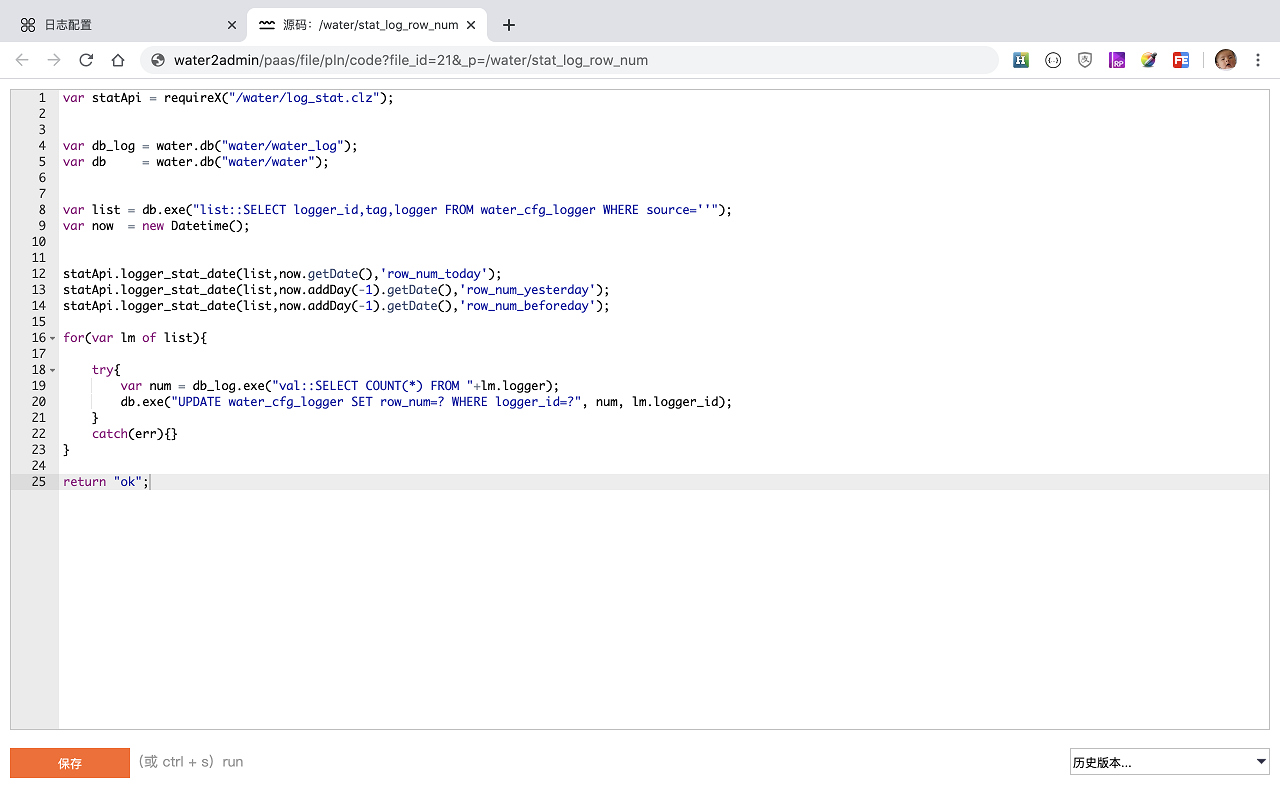 日志配置
源码：/water/stat_log_row_num
water2admin/paas/file/pln/code?file_id=21&_p=/water/stat_log_row_num
H
RP
FE
1 var statApi = requireX("/water/log_stat.clz");
2
3
4 var db_log = water.db("water/water_log");
5 var db     = water.db("water/water");
6
7
8 var list = db.exe("list::SELECT logger_id,tag,logger FROM water_cfg_logger WHERE source=''");
9 var now  = new Datetime();
10
11
12 statApi.logger_stat_date(list,now.getDate(),'row_num_today');
13 statApi.logger_stat_date(list,now.addDay(-1).getDate(),'row_num_yesterday');
14 statApi.logger_stat_date(list,now.addDay(-1).getDate(),'row_num_beforeday');
15
16 for(var lm of list){
17
18     try{
19         var num = db_log.exe("val::SELECT COUNT(*) FROM "+lm.logger);
20         db.exe("UPDATE water_cfg_logger SET row_num=? WHERE logger_id=?", num, lm.logger_id);
21     }
22     catch(err){}
23 }
24
25 return "ok";
保存 (或 ctrl + s) run 历史版本...